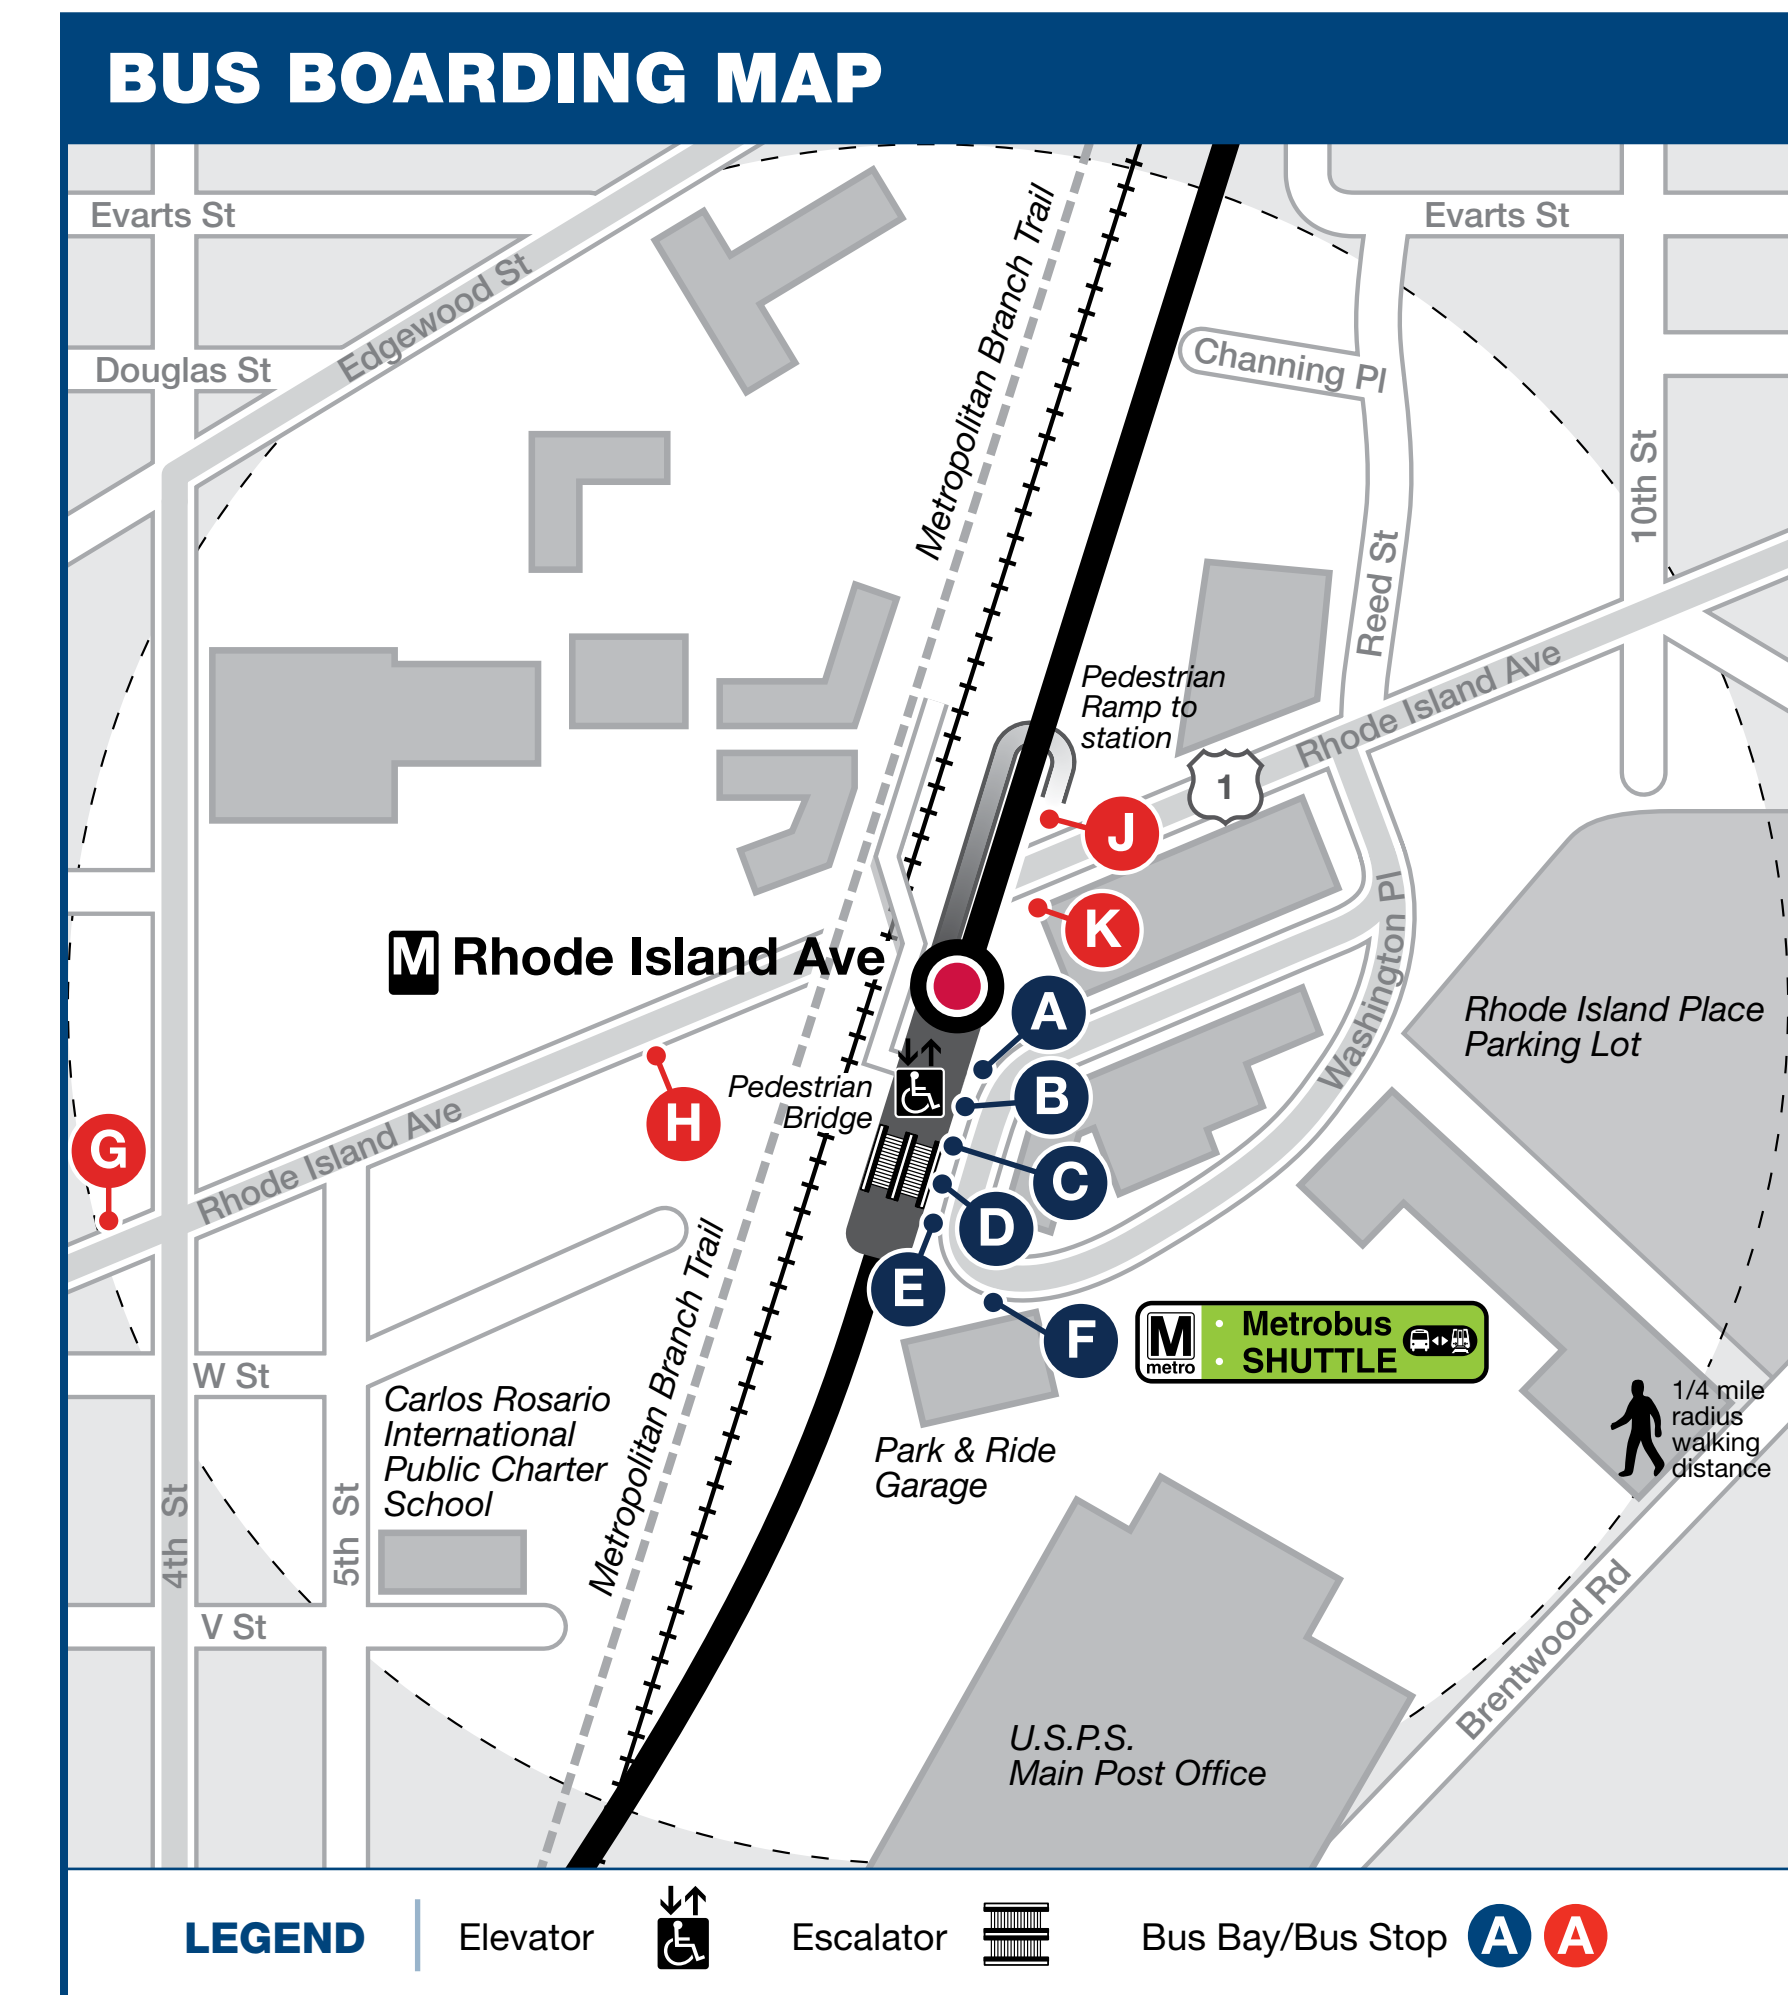 BUS BOARDING MAP
Evarts St
Evarts St
Edgewood St
Douglas St
Metropolitan Branch Trail
Channing Pl
10th St
Reed St
Pedestrian
Ramp to
station
Rhode Island Ave
1
J
K
M Rhode Island Ave
A
Washington Pl
Rhode Island Place
Parking Lot
B
Pedestrian
Bridge
H
G
Rhode Island Ave
C
D
E
F
M
metro
• Metrobus
• SHUTTLE
W St
Metropolitan Branch Trail
Carlos Rosario
International
Public Charter
School
Park & Ride
Garage
1/4 mile
radius
walking
distance
4th St
5th St
V St
Brentwood Rd
U.S.P.S.
Main Post Office
LEGEND
Elevator
Escalator
Bus Bay/Bus Stop A A